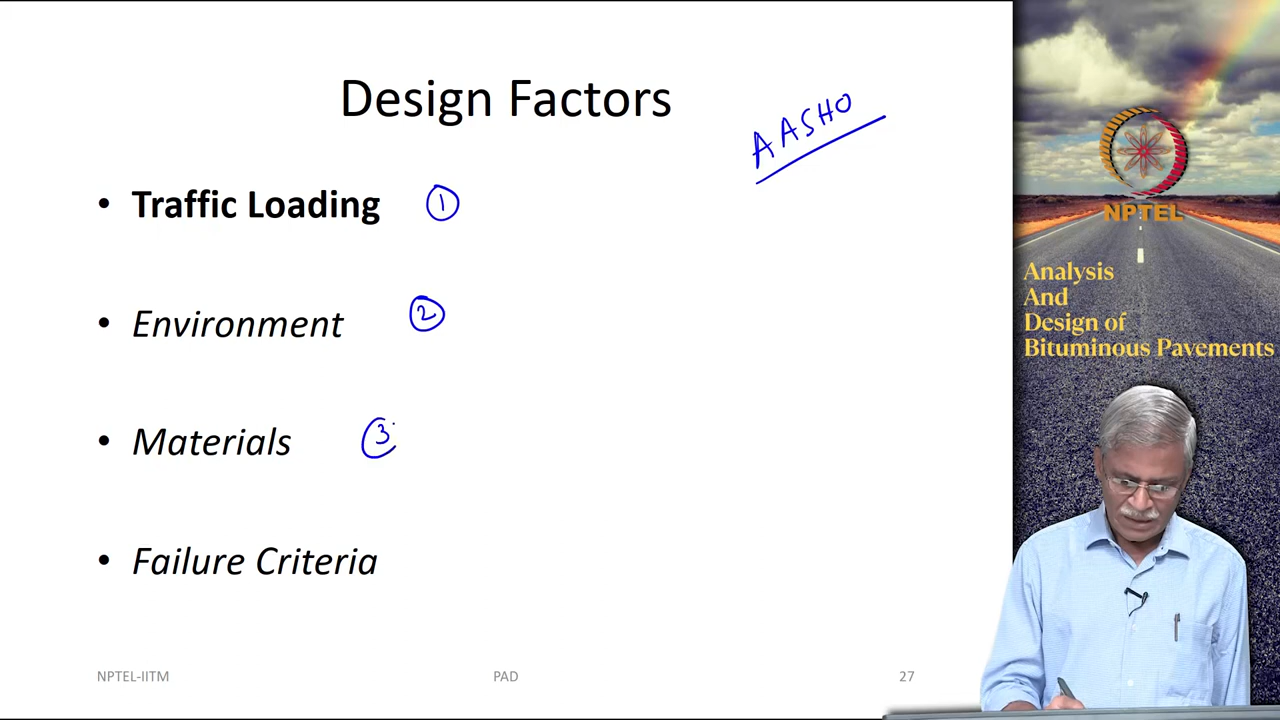 Design Factors
AASHO
• Traffic Loading 1
• Environment 2
• Materials 3
• Failure Criteria
NPTEL-IITM PAD 27
NPTEL
Analysis
And
Design of
Bituminous Pavements